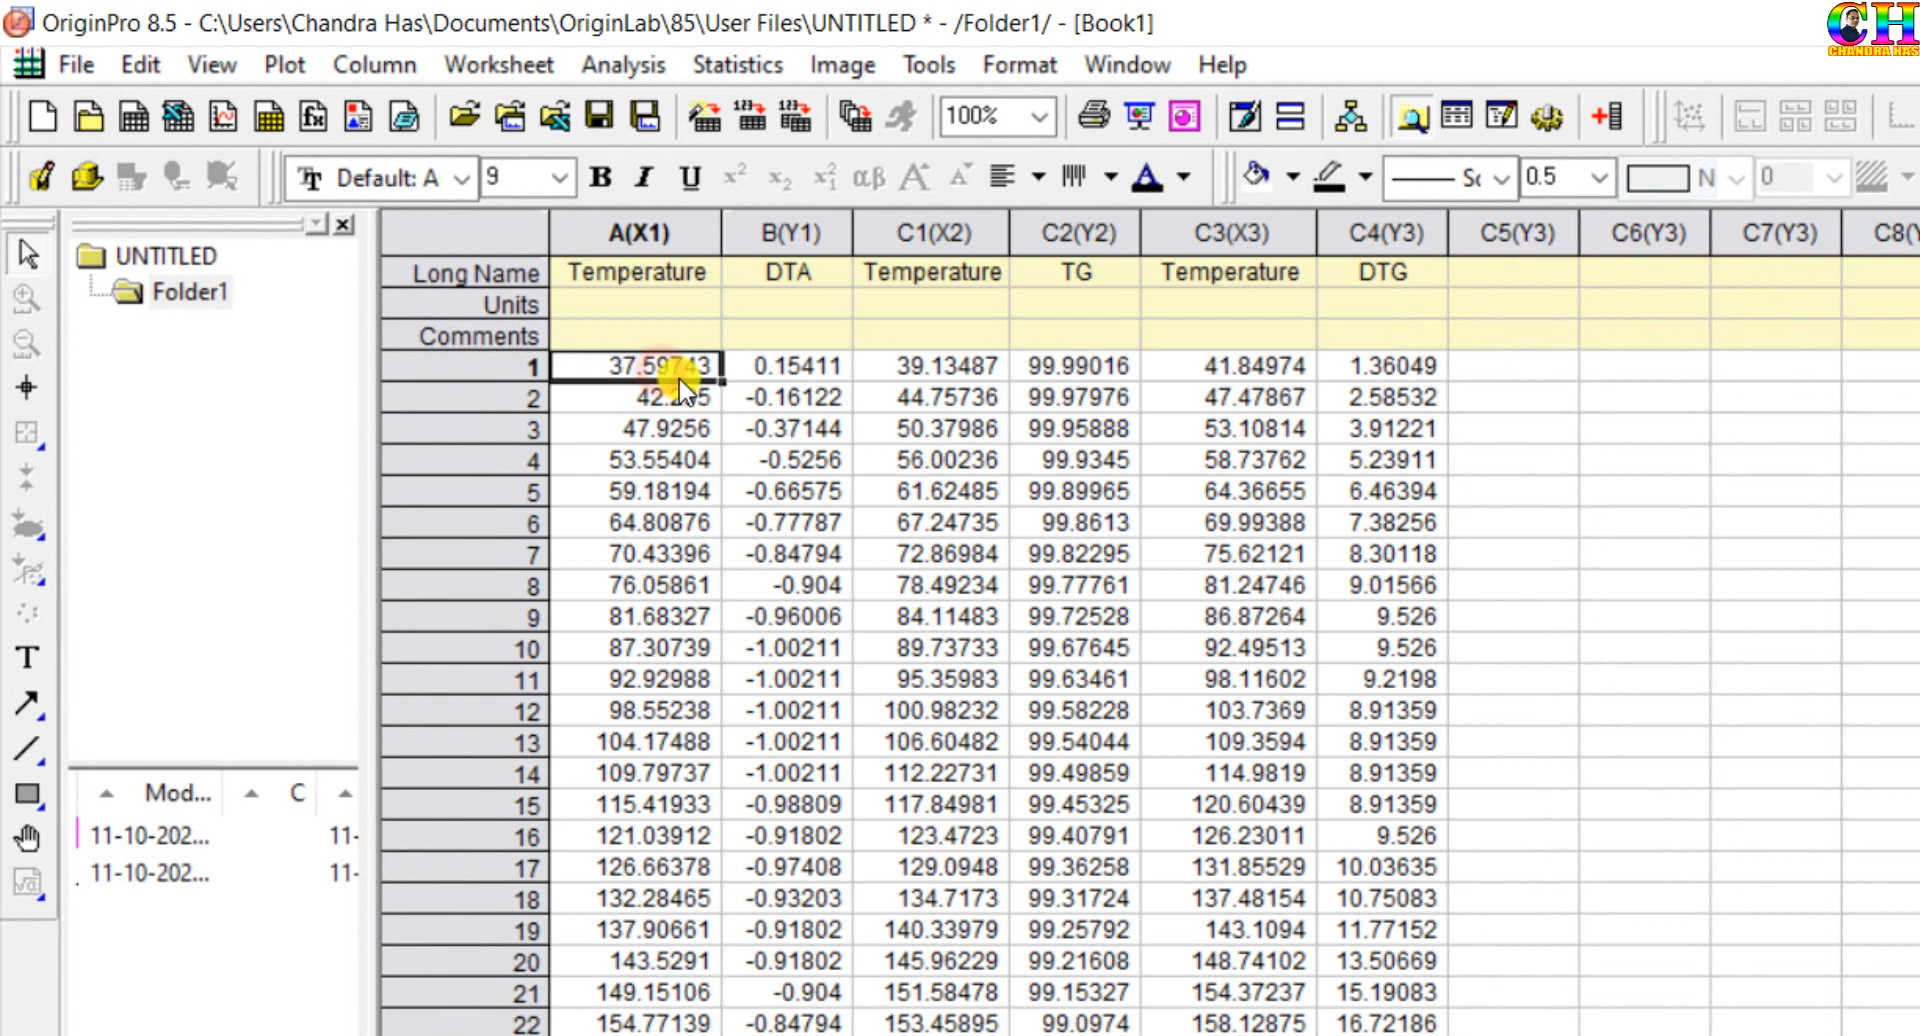 OriginPro 8.5 - C:\Users\Chandra Has\Documents\OriginLab\85\User Files\UNTITLED * - /Folder1/ - [Book1]
CH
CHANDRA HAS
File Edit View Plot Column Worksheet Analysis Statistics Image Tools Format Window Help
100%
Default: A 9 B I U x² x₂ αβ A A A 0.5 N 0
UNTITLED
Folder1
Mod... C
11-10-202... 11-
11-10-202... 11-
T
A(X1) B(Y1) C1(X2) C2(Y2) C3(X3) C4(Y3) C5(Y3) C6(Y3) C7(Y3)
Long Name Temperature DTA Temperature TG Temperature DTG
Units
Comments
1 37.59743 0.15411 39.13487 99.99016 41.84974 1.36049
2 -0.16122 44.75736 99.97976 47.47867 2.58532
3 47.9256 -0.37144 50.37986 99.95888 53.10814 3.91221
4 53.55404 -0.5256 56.00236 99.9345 58.73762 5.23911
5 59.18194 -0.66575 61.62485 99.89965 64.36655 6.46394
6 64.80876 -0.77787 67.24735 99.8613 69.99388 7.38256
7 70.43396 -0.84794 72.86984 99.82295 75.62121 8.30118
8 76.05861 -0.904 78.49234 99.77761 81.24746 9.01566
9 81.68327 -0.96006 84.11483 99.72528 86.87264 9.526
10 87.30739 -1.00211 89.73733 99.67645 92.49513 9.526
11 92.92988 -1.00211 95.35983 99.63461 98.11602 9.2198
12 98.55238 -1.00211 100.98232 99.58228 103.7369 8.91359
13 104.17488 -1.00211 106.60482 99.54044 109.3594 8.91359
14 109.79737 -1.00211 112.22731 99.49859 114.9819 8.91359
15 115.41933 -0.98809 117.84981 99.45325 120.60439 8.91359
16 121.03912 -0.91802 123.4723 99.40791 126.23011 9.526
17 126.66378 -0.97408 129.0948 99.36258 131.85529 10.03635
18 132.28465 -0.93203 134.7173 99.31724 137.48154 10.75083
19 137.90661 -0.91802 140.33979 99.25792 143.1094 11.77152
20 143.5291 -0.91802 145.96229 99.21608 148.74102 13.50669
21 149.15106 -0.904 151.58478 99.15327 154.37237 15.19083
22 154.77139 -0.84794 153.45895 99.0974 158.12875 16.72186